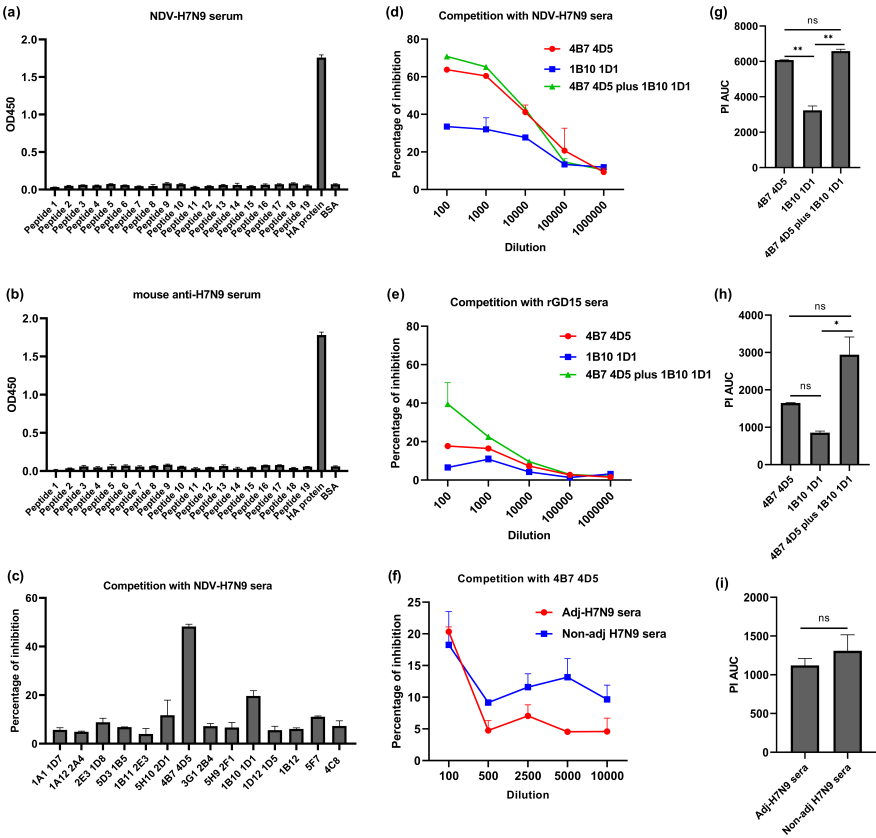 (a)
NDV-H7N9 serum
OD450
2.0
1.5
1.0
0.5
0.0
Peptide 1
Peptide 2
Peptide 3
Peptide 4
Peptide 5
Peptide 6
Peptide 7
Peptide 8
Peptide 9
Peptide 10
Peptide 11
Peptide 12
Peptide 13
Peptide 14
Peptide 15
Peptide 16
Peptide 17
Peptide 18
Peptide 19
HA protein
BSA
(d)
Competition with NDV-H7N9 sera
Percentage of inhibition
80
60
40
20
0
4B7 4D5
1B10 1D1
4B7 4D5 plus 1B10 1D1
100
1000
10000
100000
1000000
Dilution
(g)
PI AUC
8000
6000
4000
2000
0
ns
**
**
4B7 4D5
1B10 1D1
4B7 4D5 plus 1B10 1D1
(b)
mouse anti-H7N9 serum
OD450
2.0
1.5
1.0
0.5
0.0
Peptide 1
Peptide 2
Peptide 3
Peptide 4
Peptide 5
Peptide 6
Peptide 7
Peptide 8
Peptide 9
Peptide 10
Peptide 11
Peptide 12
Peptide 13
Peptide 14
Peptide 15
Peptide 16
Peptide 17
Peptide 18
Peptide 19
HA protein
BSA
(e)
Competition with rGD15 sera
Percentage of inhibition
80
60
40
20
0
4B7 4D5
1B10 1D1
4B7 4D5 plus 1B10 1D1
100
1000
10000
100000
1000000
Dilution
(h)
PI AUC
4000
3000
2000
1000
0
ns
*
ns
4B7 4D5
1B10 1D1
4B7 4D5 plus 1B10 1D1
(c)
Competition with NDV-H7N9 sera
Percentage of inhibition
60
40
20
0
1A1 1D7
1A12 2A4
2E3 1D8
5D3 1B5
1B11 2E3
5H10 2D1
4B7 4D5
3G1 2B4
5H9 2F1
1B10 1D1
1D12 1D5
1B12
5F7
4C8
(f)
Competition with 4B7 4D5
Percentage of inhibition
25
20
15
10
5
0
Adj-H7N9 sera
Non-adj H7N9 sera
100
500
2500
5000
10000
Dilution
(i)
PI AUC
2000
1500
1000
500
0
ns
Adj-H7N9 sera
Non-adj H7N9 sera